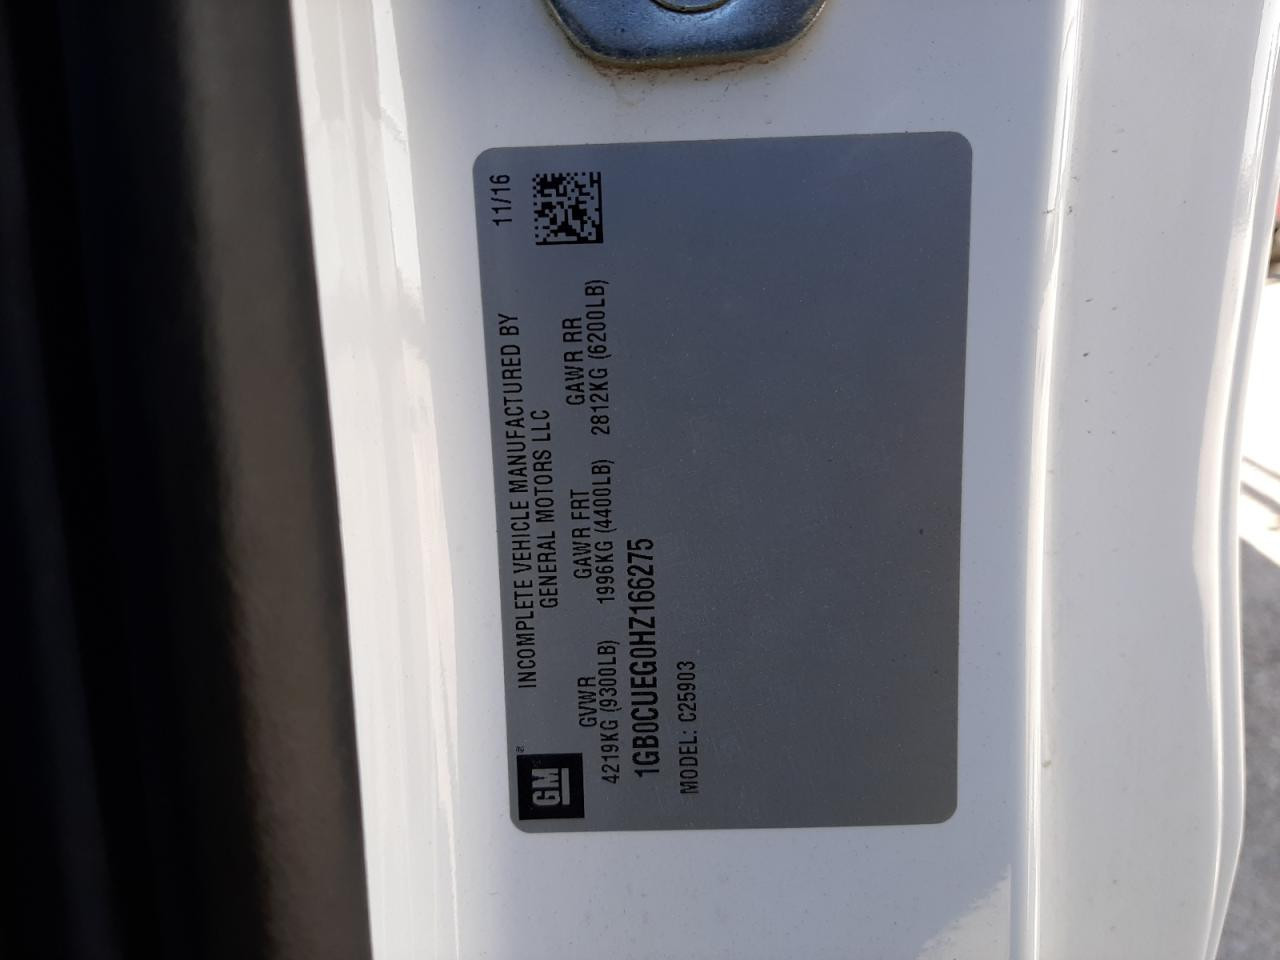 INCOMPLETE VEHICLE MANUFACTURED BY 11/16
GENERAL MOTORS LLC
GM ®
GVWR GAWR FRT GAWR RR
4219KG (9300LB) 1996KG (4400LB) 2812KG (6200LB)
1GB0CUEG0HZ166275
MODEL: C25903